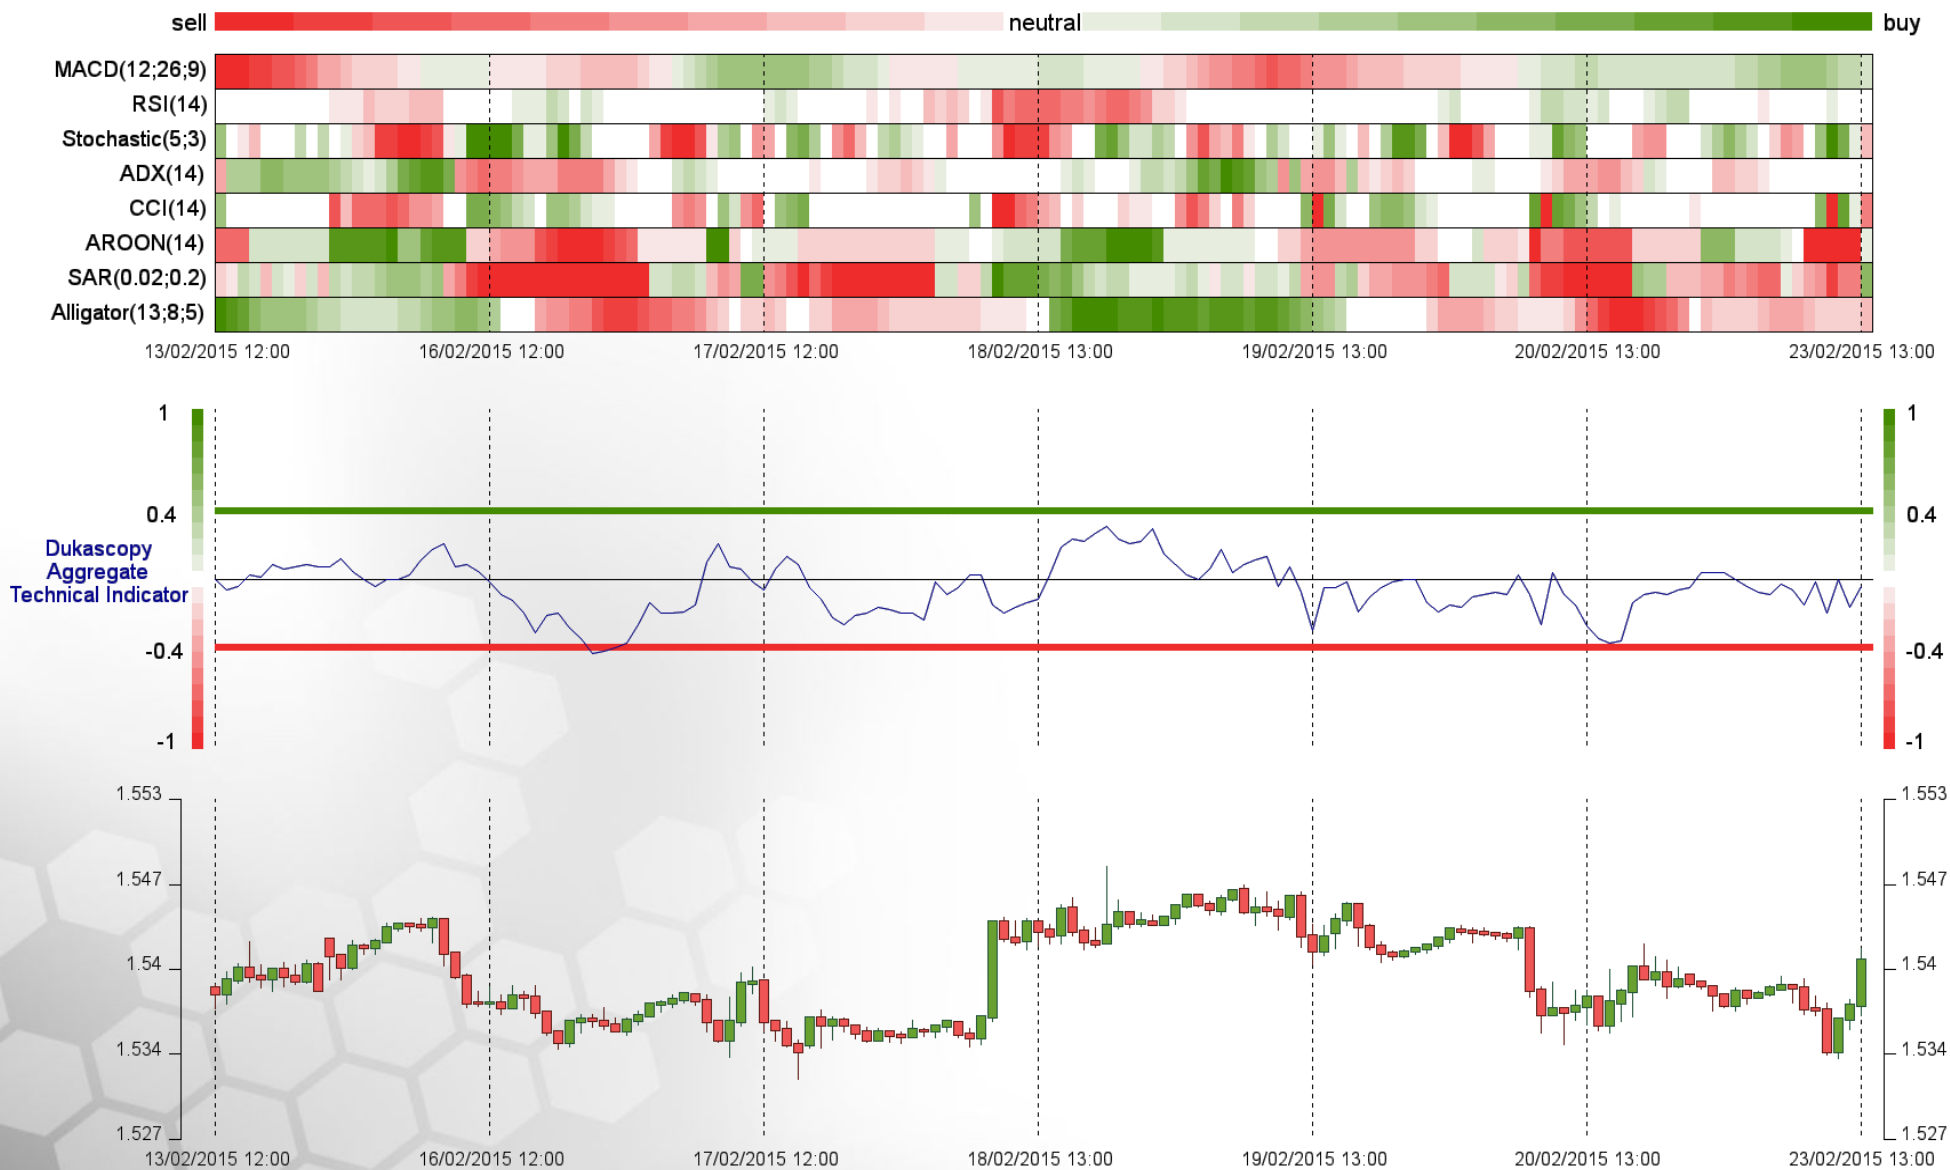 sell neutral buy
MACD(12;26;9)
RSI(14)
Stochastic(5;3)
ADX(14)
CCI(14)
AROON(14)
SAR(0.02;0.2)
Alligator(13;8;5)
13/02/2015 12:00 16/02/2015 12:00 17/02/2015 12:00 18/02/2015 13:00 19/02/2015 13:00 20/02/2015 13:00 23/02/2015 13:00
1 1
0.4 0.4
Dukascopy
Aggregate
Technical Indicator
-0.4 -0.4
-1 -1
1.553 1.553
1.547 1.547
1.54 1.54
1.534 1.534
1.527 1.527
13/02/2015 12:00 16/02/2015 12:00 17/02/2015 12:00 18/02/2015 13:00 19/02/2015 13:00 20/02/2015 13:00 23/02/2015 13:00